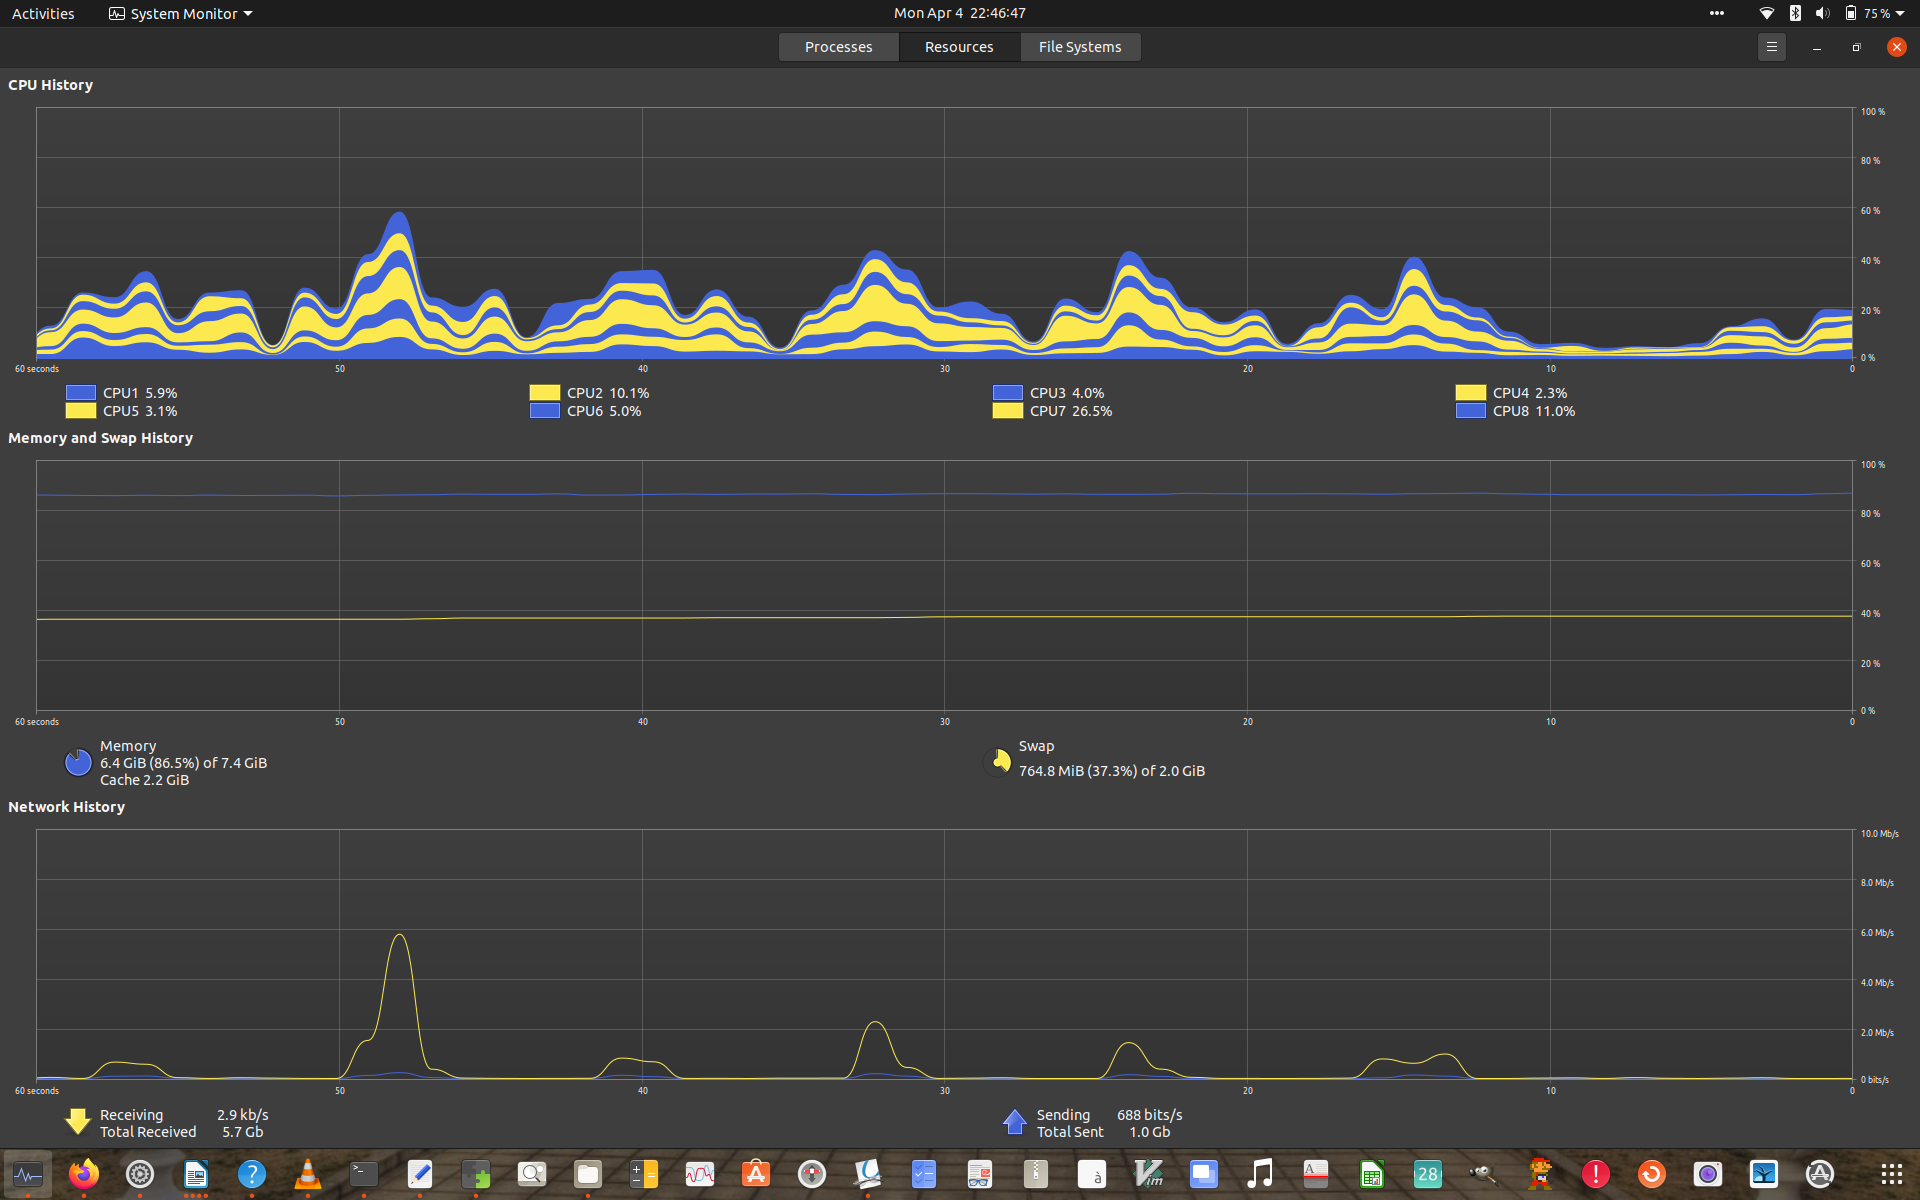 Activities System Monitor Mon Apr 4 22:46:47 75 %
Processes Resources File Systems
CPU History
100 %
80 %
60 %
40 %
20 %
0 %
60 seconds 50 40 30 20 10 0
CPU1 5.9% CPU2 10.1% CPU3 4.0% CPU4 2.3%
CPU5 3.1% CPU6 5.0% CPU7 26.5% CPU8 11.0%
Memory and Swap History
100 %
80 %
60 %
40 %
20 %
0 %
60 seconds 50 40 30 20 10 0
Memory Swap
6.4 GiB (86.5%) of 7.4 GiB 764.8 MiB (37.3%) of 2.0 GiB
Cache 2.2 GiB
Network History
10.0 Mb/s
8.0 Mb/s
6.0 Mb/s
4.0 Mb/s
2.0 Mb/s
0 bits/s
60 seconds 50 40 30 20 10 0
Receiving 2.9 kb/s Sending 688 bits/s
Total Received 5.7 Gb Total Sent 1.0 Gb
>_ ? A à Vim A 28 !